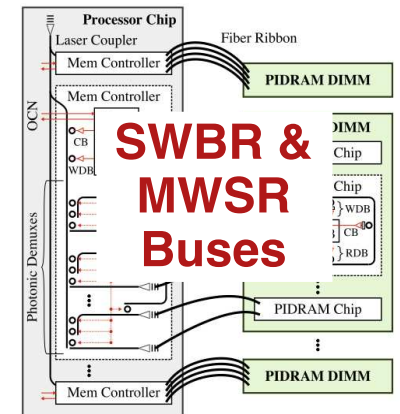 Processor Chip
Laser Coupler
Fiber Ribbon
Mem Controller
PIDRAM DIMM
Mem Controller
OCN
CB
WDB
SWBR &
MWSR
Buses
DIMM
Chip
Chip
WDB
CB
RDB
Photonic Demuxes
PIDRAM Chip
PIDRAM DIMM
Mem Controller